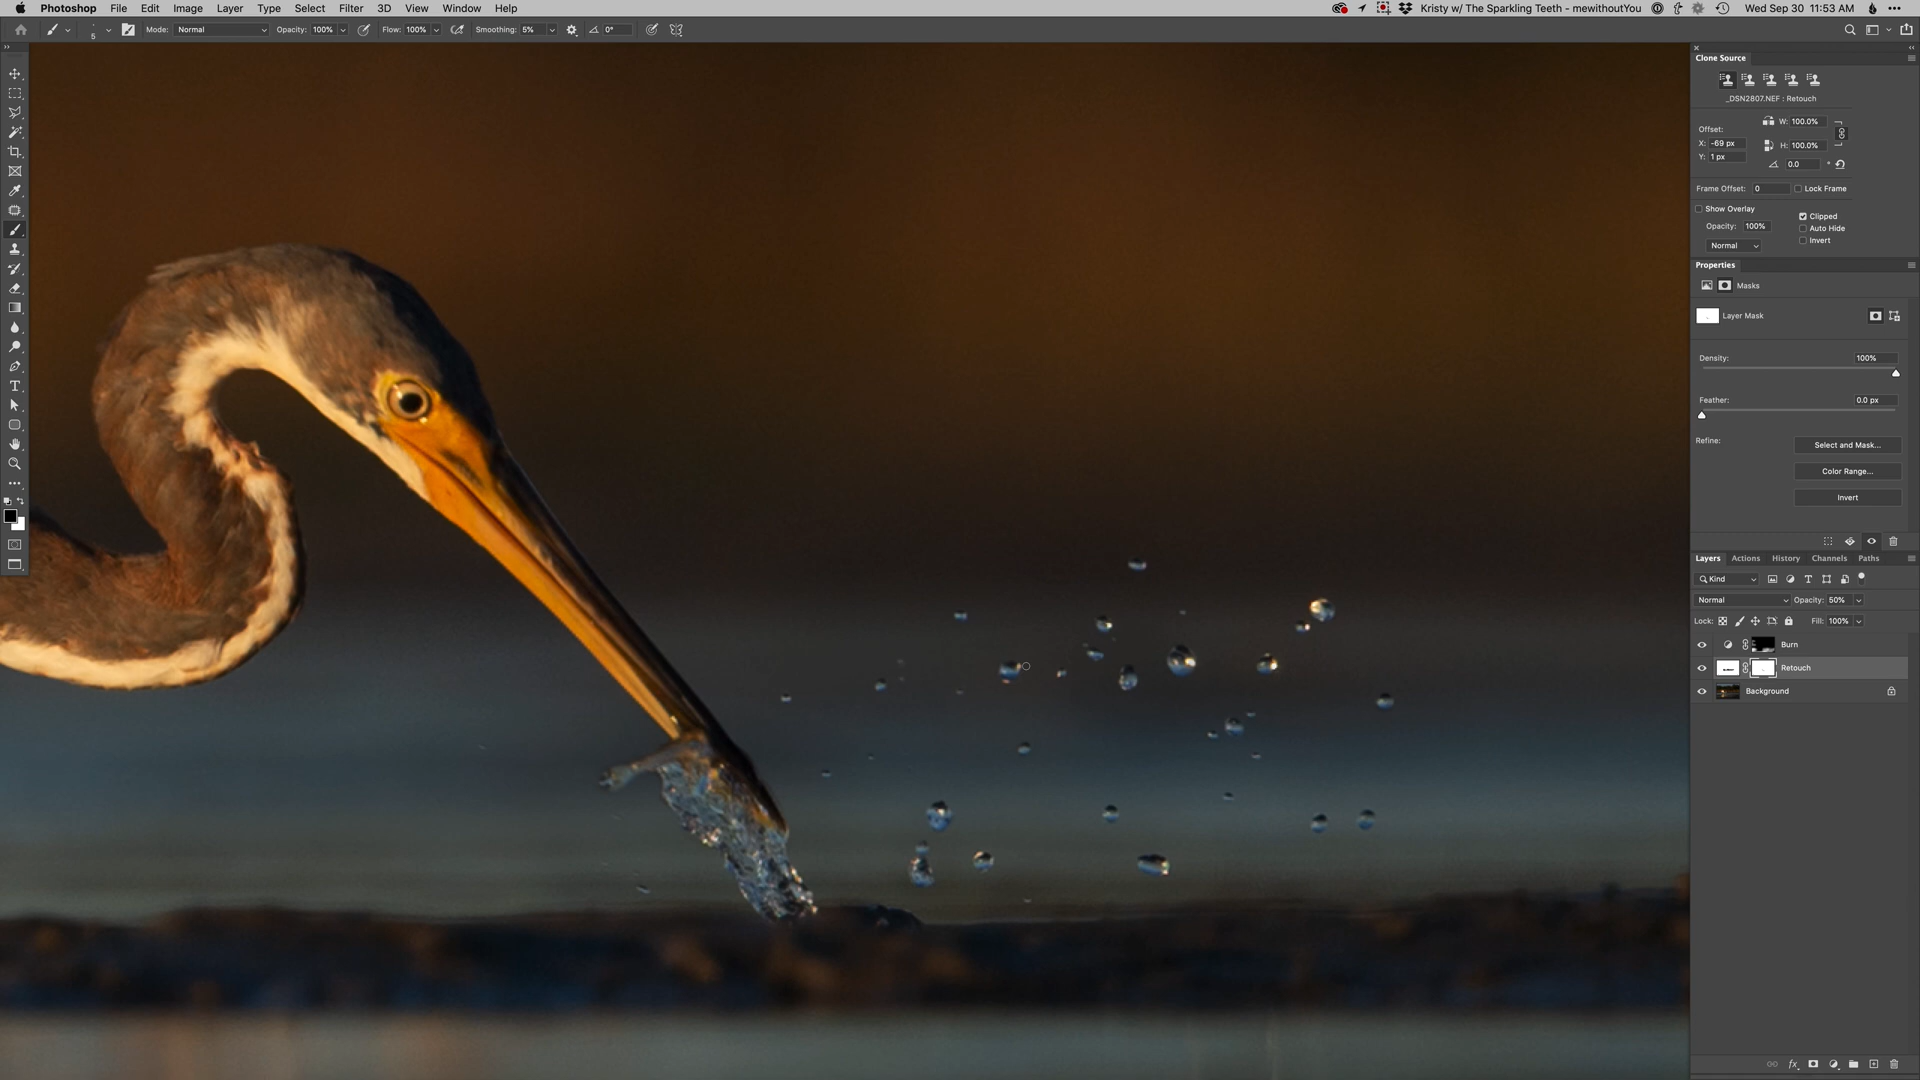 Photoshop File Edit Image Layer Type Select Filter 3D View Window Help
Kristy w/ The Sparkling Teeth - mewithoutYou Wed Sep 30 11:53 AM
5 Mode: Normal Opacity: 100% Flow: 100% Smoothing: 5% 0°
Clone Source
_DSN2807.NEF : Retouch
W: 100.0%
Offset:
X: -69 px
H: 100.0%
Y: 1 px
0.0 °
Frame Offset: 0 Lock Frame
Show Overlay
Clipped
Opacity: 100%
Auto Hide
Invert
Normal
Properties
Masks
Layer Mask
Density: 100%
Feather: 0.0 px
Refine:
Select and Mask...
Color Range...
Invert
Layers Actions History Channels Paths
Kind
Normal Opacity: 50%
Lock: Fill: 100%
Burn
Retouch
Background